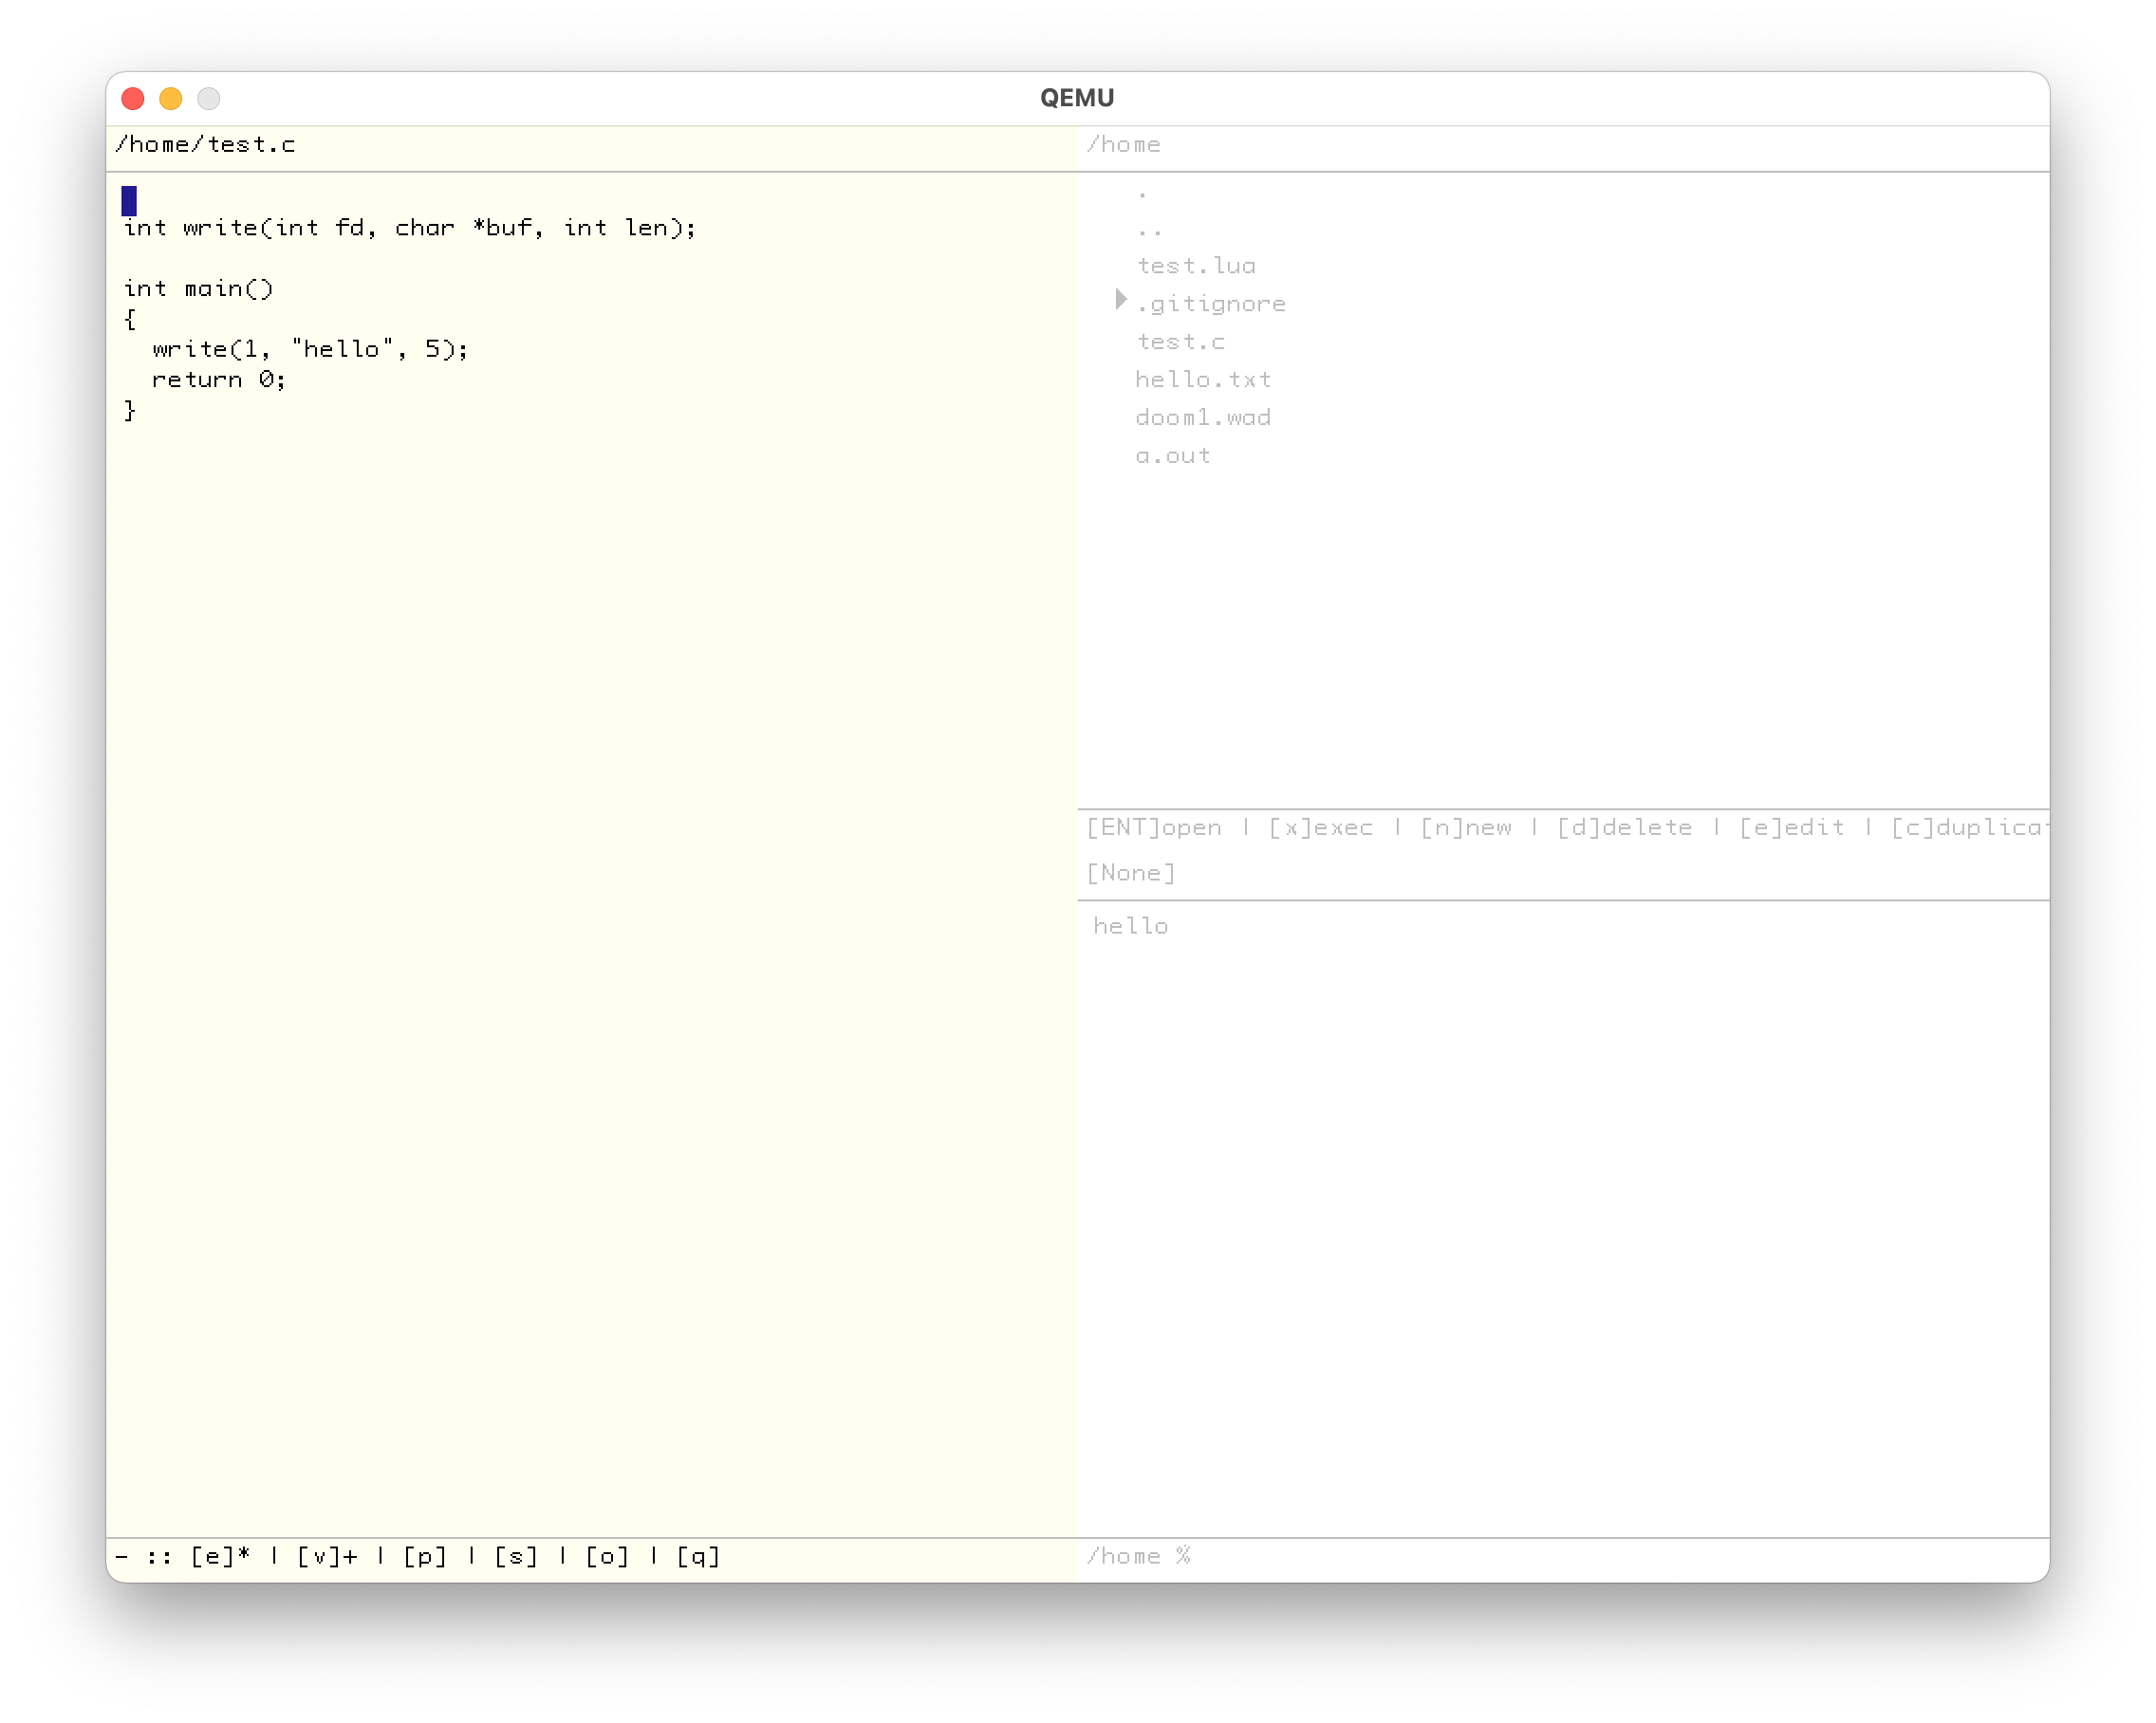 QEMU
/home/test.c
int write(int fd, char *buf, int len);
int main()
{
  write(1, "hello", 5);
  return 0;
}
- :: [e]* | [v]+ | [p] | [s] | [o] | [q]
/home
.
..
test.lua
.gitignore
test.c
hello.txt
doom1.wad
a.out
[ENT]open | [x]exec | [n]new | [d]delete | [e]edit | [c]duplicat
[None]
hello
/home %